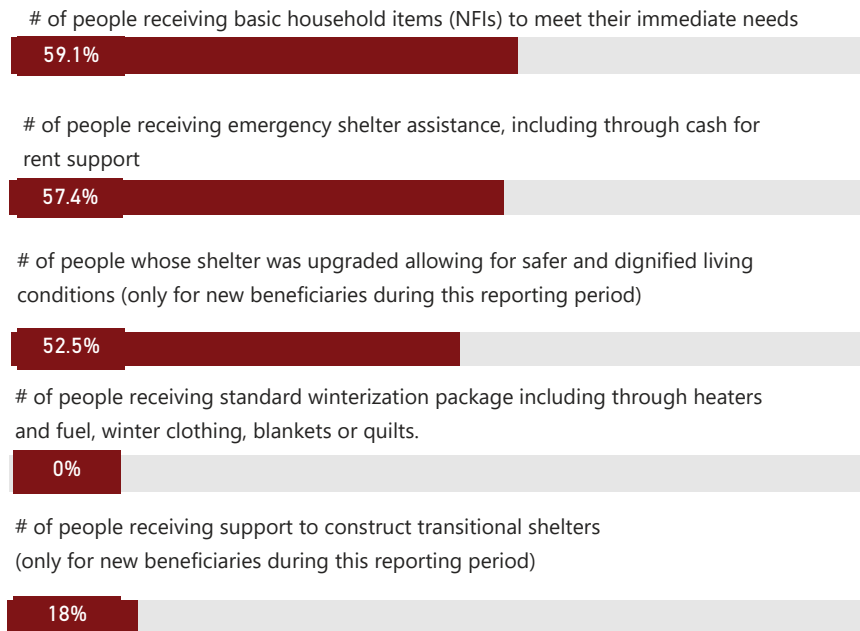 # of people receiving basic household items (NFIs) to meet their immediate needs
59.1%
# of people receiving emergency shelter assistance, including through cash for
rent support
57.4%
# of people whose shelter was upgraded allowing for safer and dignified living
conditions (only for new beneficiaries during this reporting period)
52.5%
# of people receiving standard winterization package including through heaters
and fuel, winter clothing, blankets or quilts.
0%
# of people receiving support to construct transitional shelters
(only for new beneficiaries during this reporting period)
18%